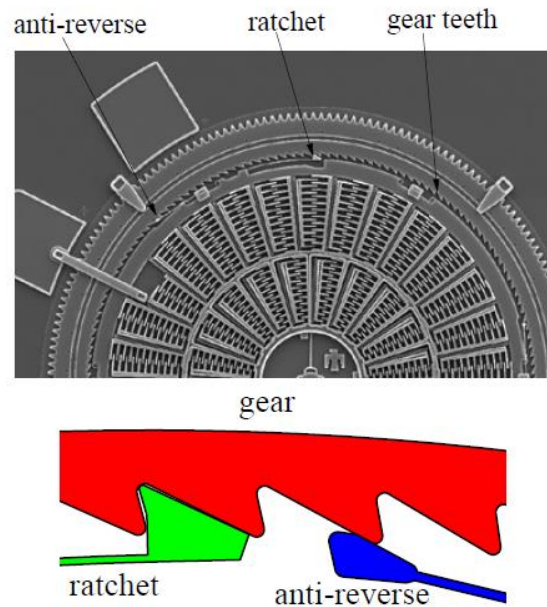 anti-reverse
ratchet
gear teeth
gear
ratchet
anti-reverse